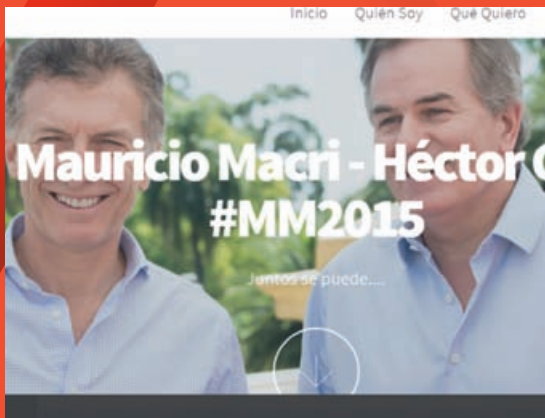 Inicio Quién Soy Qué Quiero
Mauricio Macri - Héctor
#MM2015
Juntos se puede....